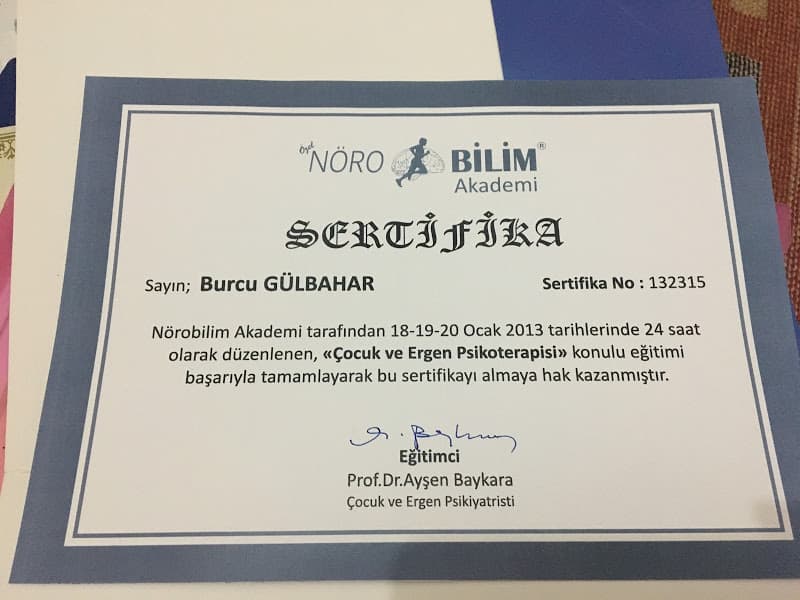 Özel NÖRO BİLİM®
Akademi
SERTİFİKA
Sayın; Burcu GÜLBAHAR Sertifika No : 132315
Nörobilim Akademi tarafından 18-19-20 Ocak 2013 tarihlerinde 24 saat
olarak düzenlenen, «Çocuk ve Ergen Psikoterapisi» konulu eğitimi
başarıyla tamamlayarak bu sertifikayı almaya hak kazanmıştır.
Eğitimci
Prof.Dr.Ayşen Baykara
Çocuk ve Ergen Psikiyatristi